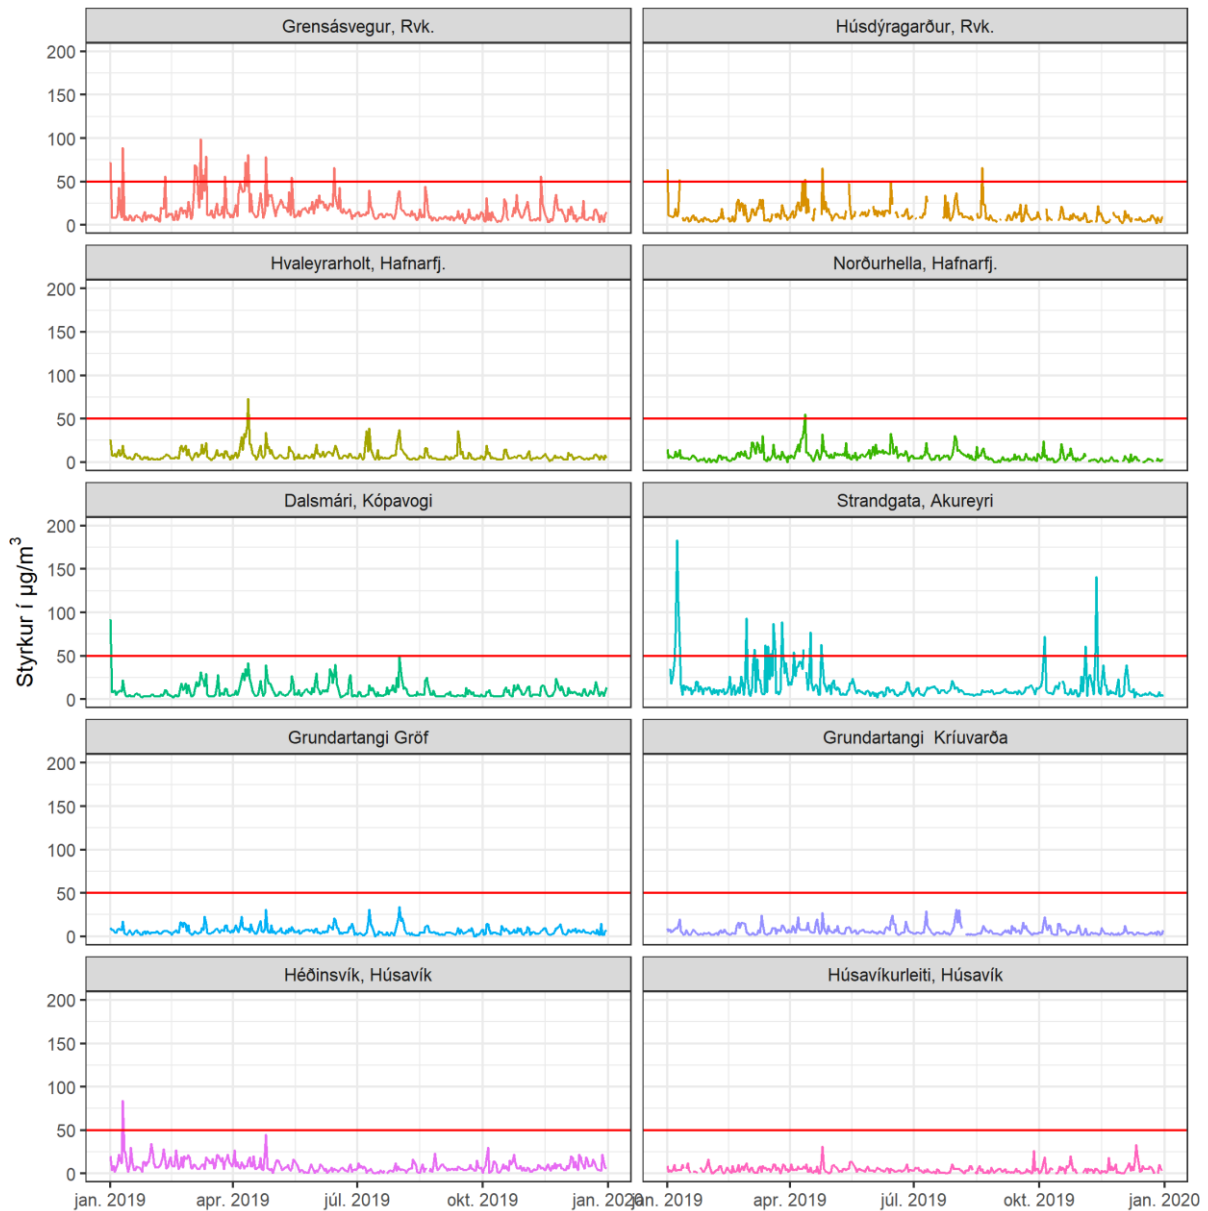 Grensásvegur, Rvk.
Húsdýragarður, Rvk.
200
150
100
50
0
Hvaleyrarholt, Hafnarfj.
Norðurhella, Hafnarfj.
200
150
100
50
0
Dalsmári, Kópavogi
Strandgata, Akureyri
200
150
100
50
0
Styrkur í µg/m³
Grundartangi Gröf
Grundartangi  Kríuvarða
200
150
100
50
0
Héðinsvík, Húsavík
Húsavíkurleiti, Húsavík
200
150
100
50
0
jan. 2019 apr. 2019 júl. 2019 okt. 2019 jan. 2020
jan. 2019 apr. 2019 júl. 2019 okt. 2019 jan. 2020